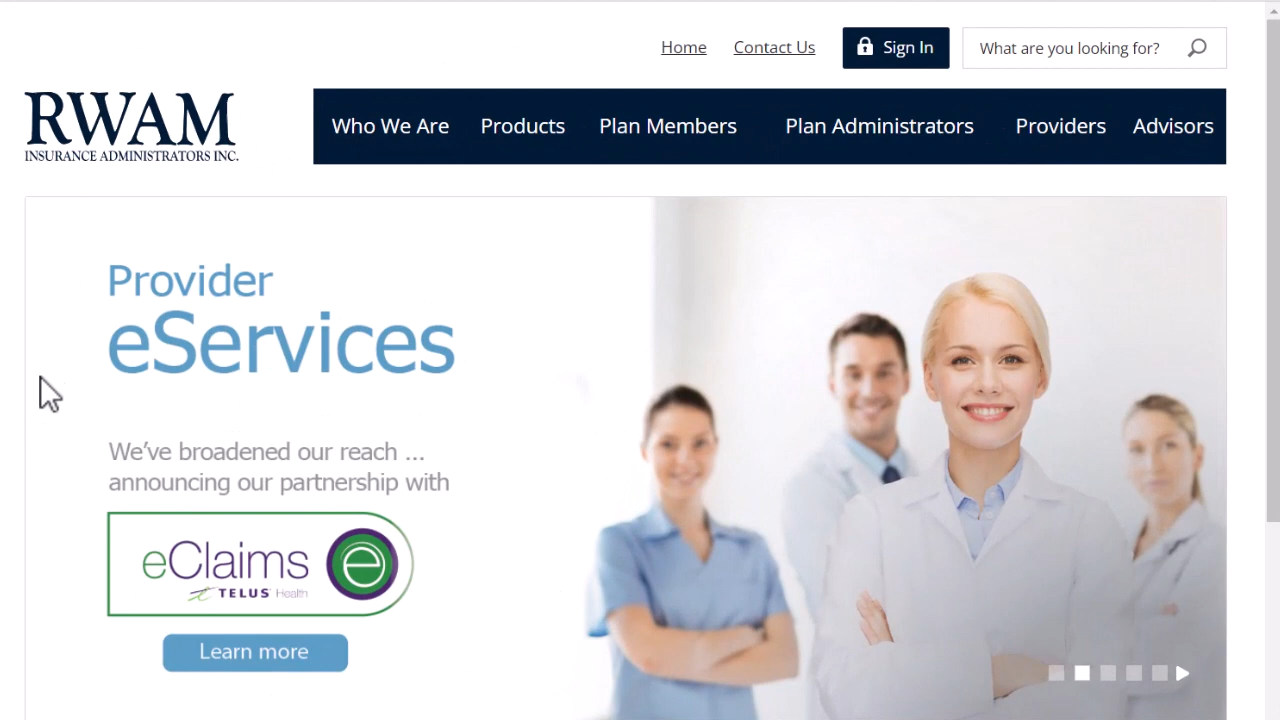 Home Contact Us Sign In What are you looking for?
RWAM
INSURANCE ADMINISTRATORS INC.
Who We Are Products Plan Members Plan Administrators Providers Advisors
Provider
eServices
We've broadened our reach ...
announcing our partnership with
eClaims e
TELUS Health
Learn more